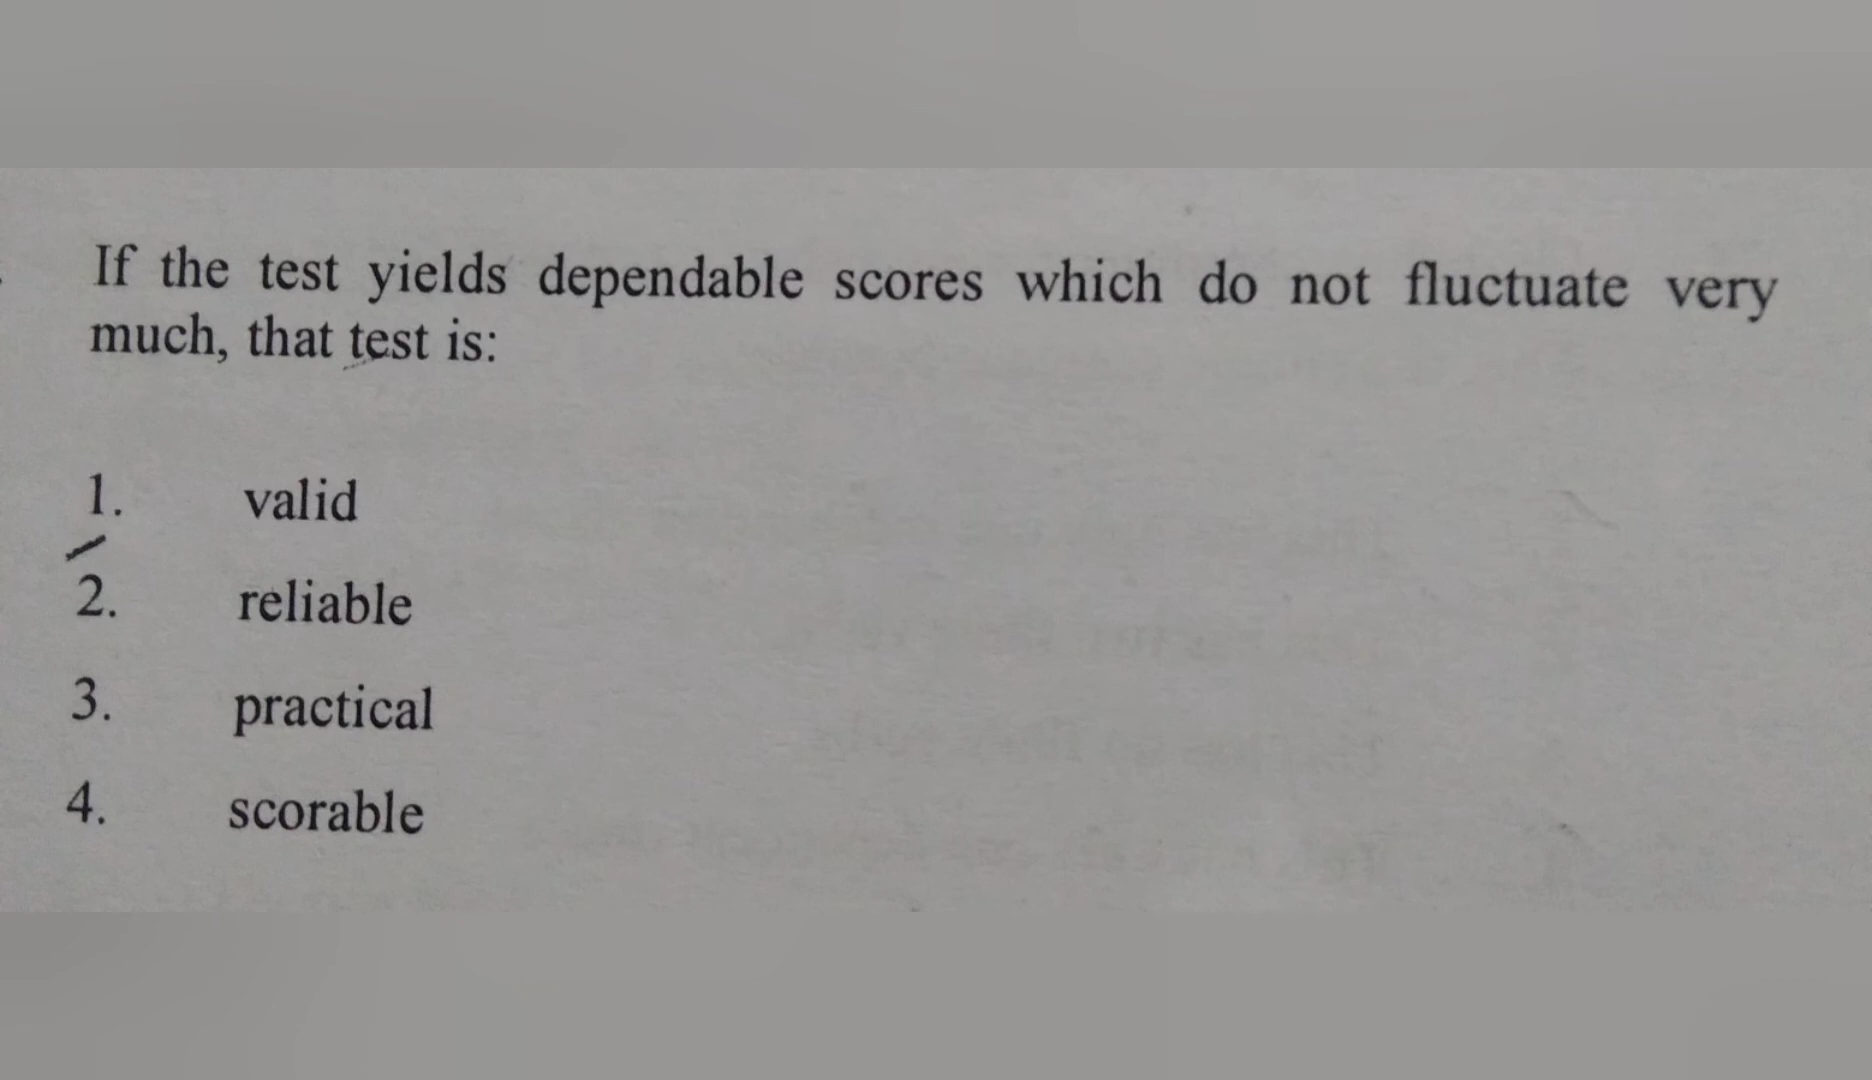 If the test yields dependable scores which do not fluctuate very
much, that test is:
1. valid
2. reliable
3. practical
4. scorable